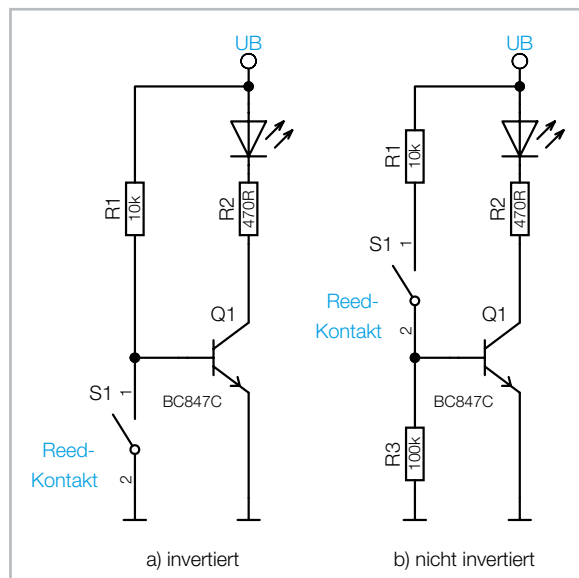 UB
R1
10k
R2
470R
Q1
BC847C
S1
1
2
Reed-
Kontakt
a) invertiert
UB
R1
10k
R2
470R
S1
1
2
Reed-
Kontakt
Q1
BC847C
R3
100k
b) nicht invertiert